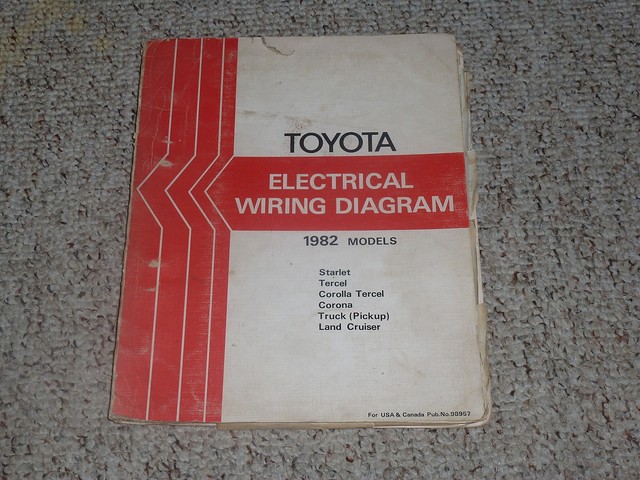 TOYOTA
ELECTRICAL
WIRING DIAGRAM
1982 MODELS
Starlet
Tercel
Corolla Tercel
Corona
Truck (Pickup)
Land Cruiser
For USA & Canada Pub.No.90957